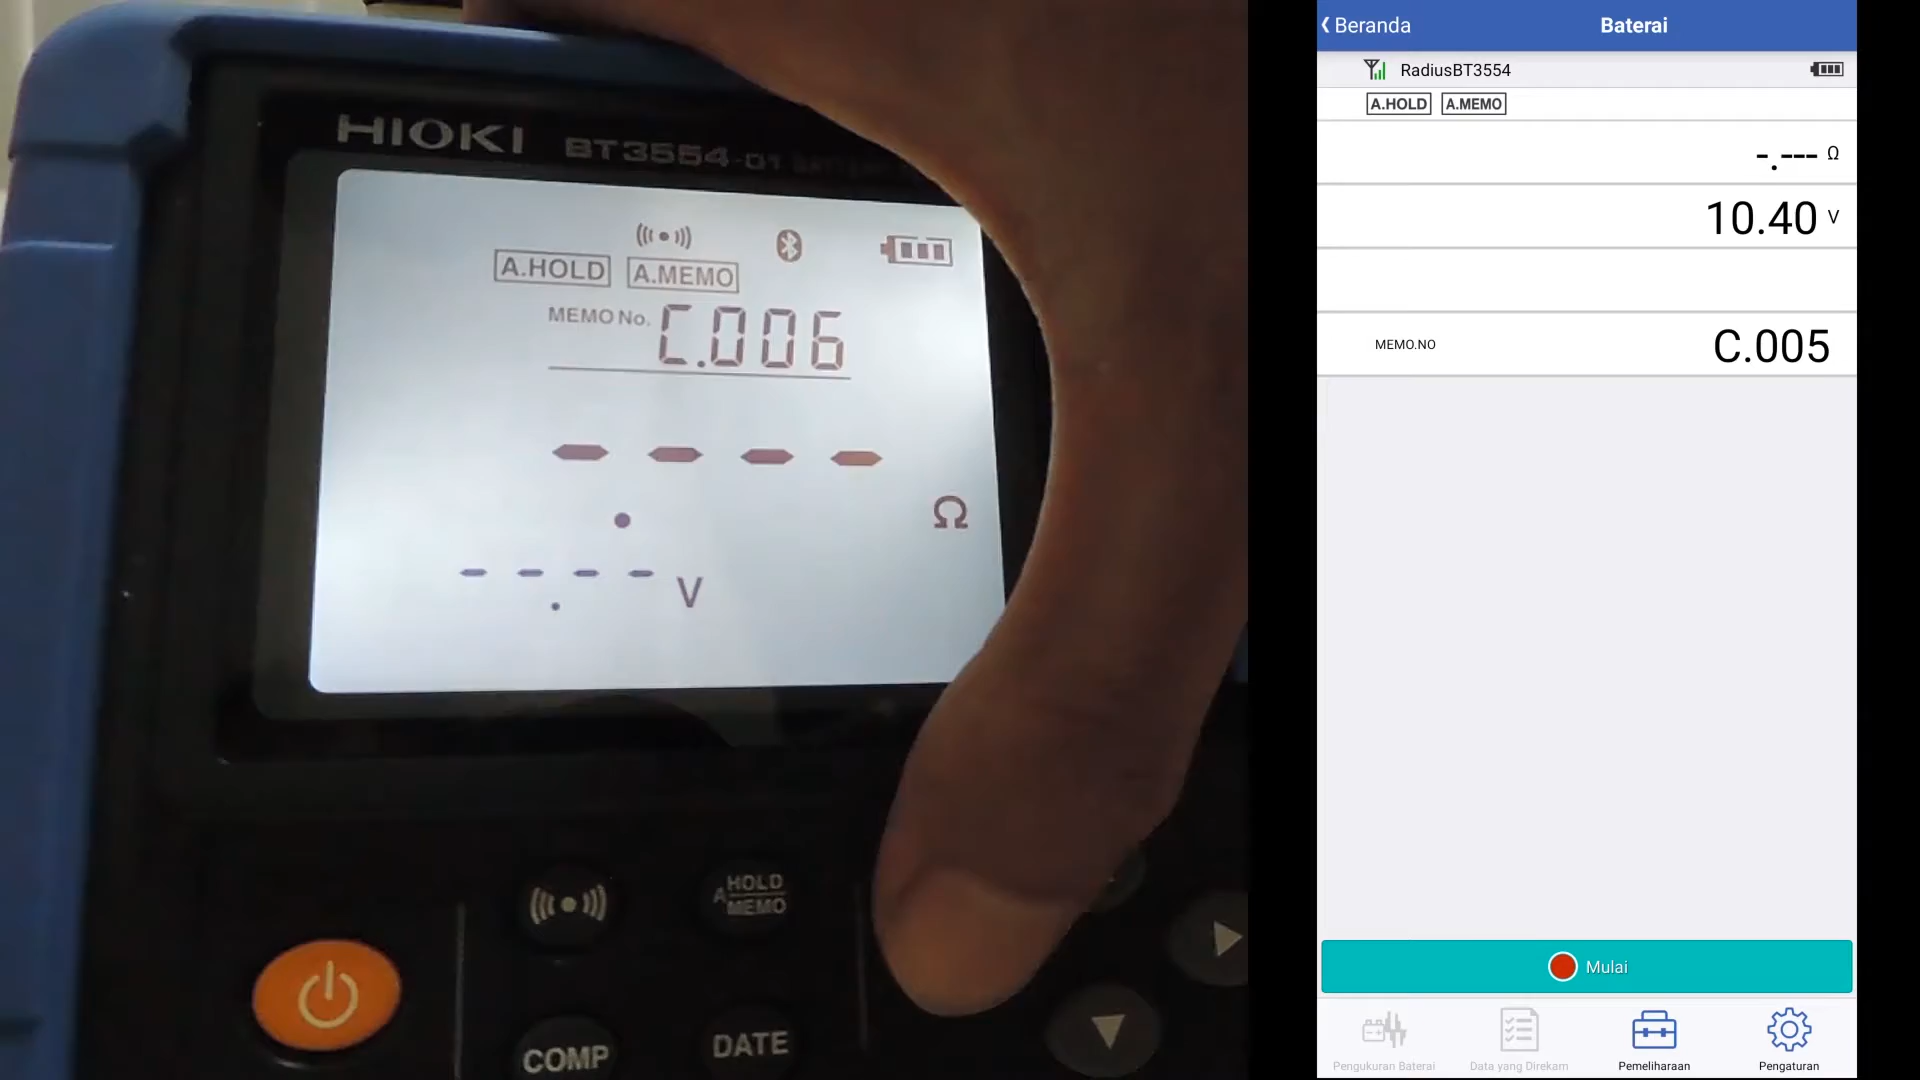 HIOKI BT3554-01
A.HOLD A.MEMO
MEMO No. C.006
- - - -
. Ω
- - - - V
.
A HOLD
MEMO
COMP
DATE
Beranda
Baterai
RadiusBT3554
A.HOLD A.MEMO
-.--- Ω
10.40 V
MEMO.NO C.005
Mulai
Pengukuran Baterai
Data yang Direkam
Pemeliharaan
Pengaturan